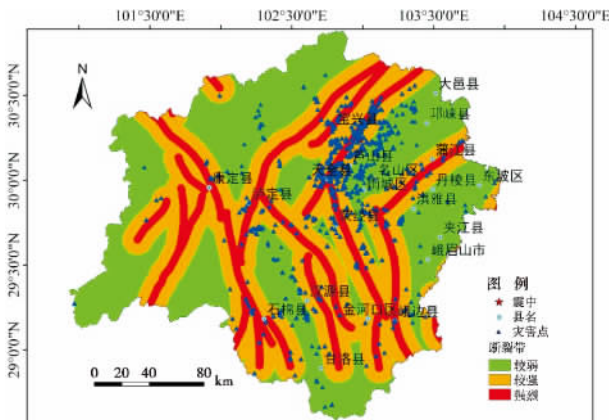 101°30'0"E
102°30'0"E
103°30'0"E
104°30'0"E
N
30°30'0"N
30°0'0"N
29°30'0"N
29°0'0"N
大邑县
邛崃县
宝兴县
蒲江县
芦山县
天全县
名山区
雨城区
丹棱县
东坡区
康定县
泸定县
洪雅县
荥经县
夹江县
峨眉山市
汉源县
石棉县
金河口区
峨边县
甘洛县
图 例
震中
县名
灾害点
断裂带
较弱
较强
强烈
0 20 40 60 80
km